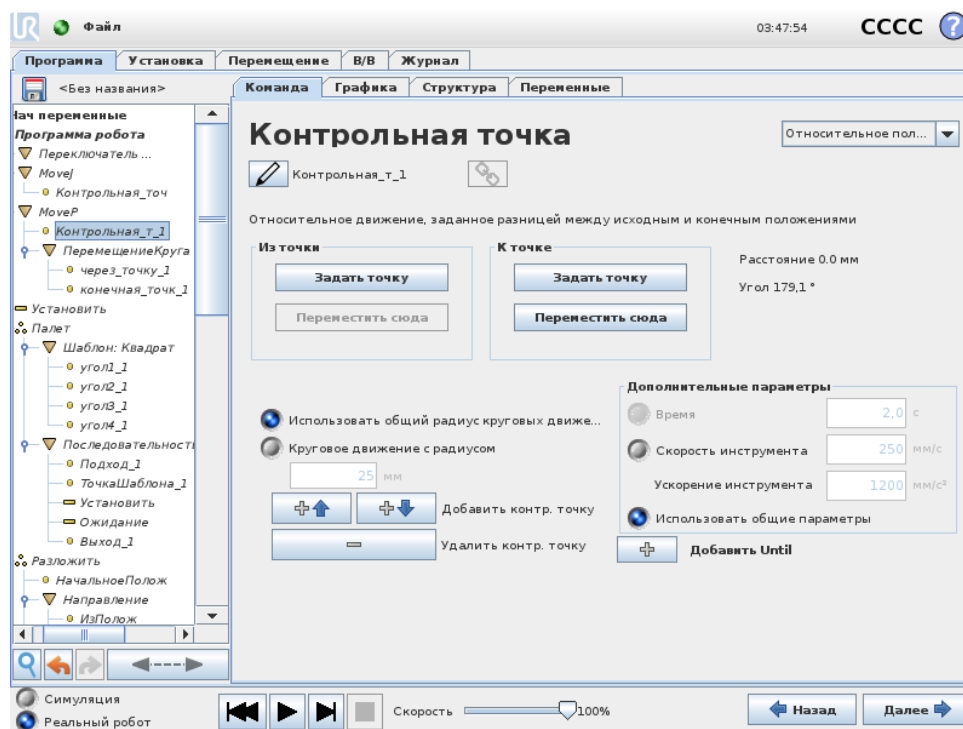 UR Файл 03:47:54 CCCC ?
Программа Установка Перемещение В/В Журнал
<Без названия>
Команда Графика Структура Переменные
Нач переменные
Программа робота
Переключатель ...
MoveJ
Контрольная_точ
MoveP
Контрольная_т_1
ПеремещениеКруга
через_точку_1
конечная_точк_1
Установить
Палет
Шаблон: Квадрат
угол1_1
угол2_1
угол3_1
угол4_1
Последовательност
Подход_1
ТочкаШаблона_1
Установить
Ожидание
Выход_1
Разложить
НачальноеПолож
Направление
ИзПолож
Контрольная точка
Относительное пол...
Контрольная_т_1
Относительное движение, заданное разницей между исходным и конечным положениями
Из точки
Задать точку
Переместить сюда
К точке
Задать точку
Переместить сюда
Расстояние 0.0 мм
Угол 179,1 °
Использовать общий радиус круговых движе...
Круговое движение с радиусом
25 мм
Добавить контр. точку
Удалить контр. точку
Дополнительные параметры
Время 2,0 с
Скорость инструмента 250 мм/с
Ускорение инструмента 1200 мм/с²
Использовать общие параметры
Добавить Until
Симуляция
Реальный робот
Скорость 100%
Назад
Далее